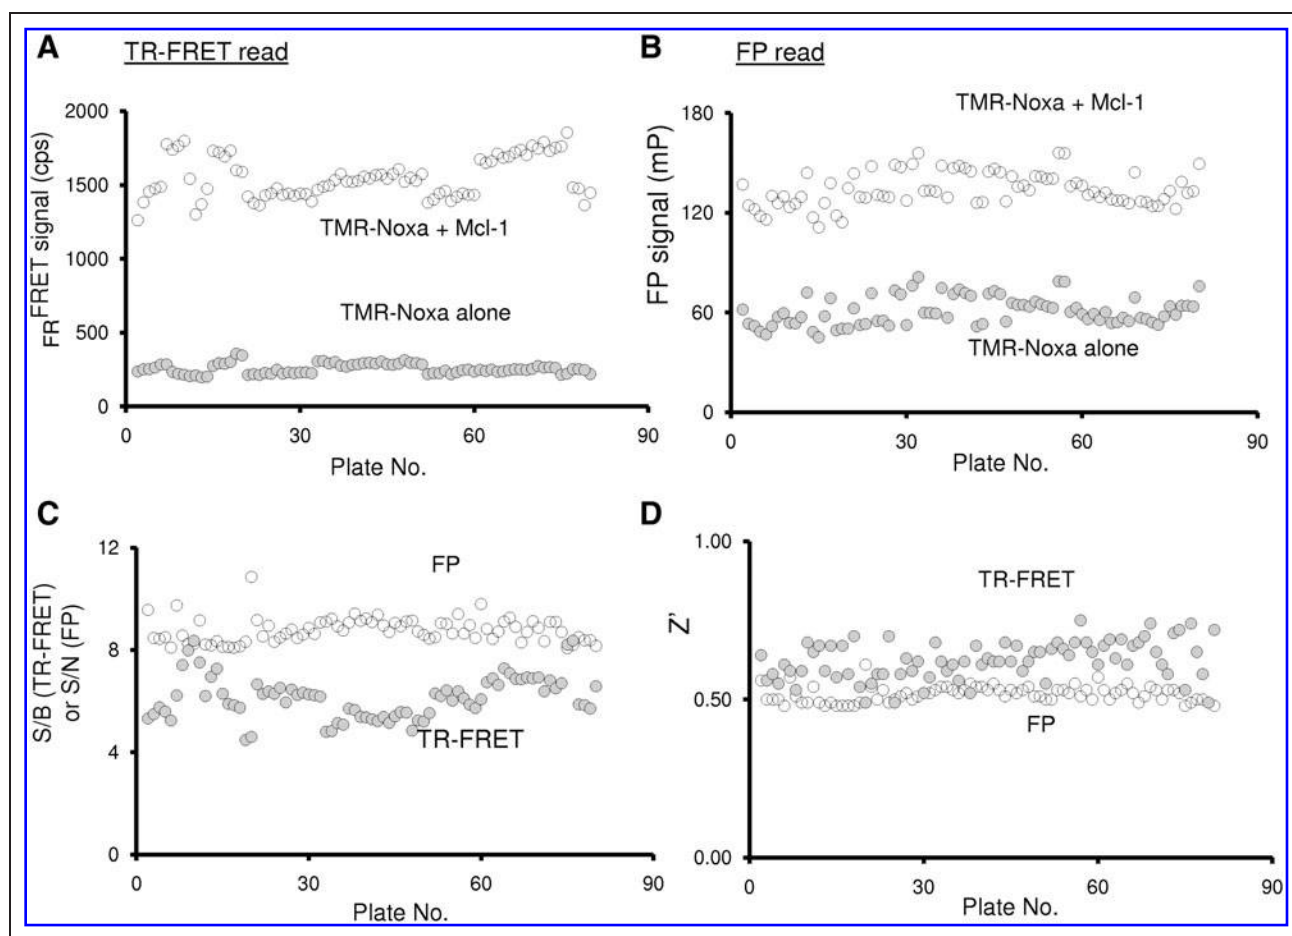 A TR-FRET read
FRFRET signal (cps)
2000
1500
1000
500
0
TMR-Noxa + Mcl-1
TMR-Noxa alone
0 30 60 90
Plate No.
B FP read
FP signal (mP)
180
120
60
0
TMR-Noxa + Mcl-1
TMR-Noxa alone
0 30 60 90
Plate No.
C
S/B (TR-FRET)
or S/N (FP)
12
8
4
0
FP
TR-FRET
0 30 60 90
Plate No.
D
Z'
1.00
0.50
0.00
TR-FRET
FP
0 30 60 90
Plate No.